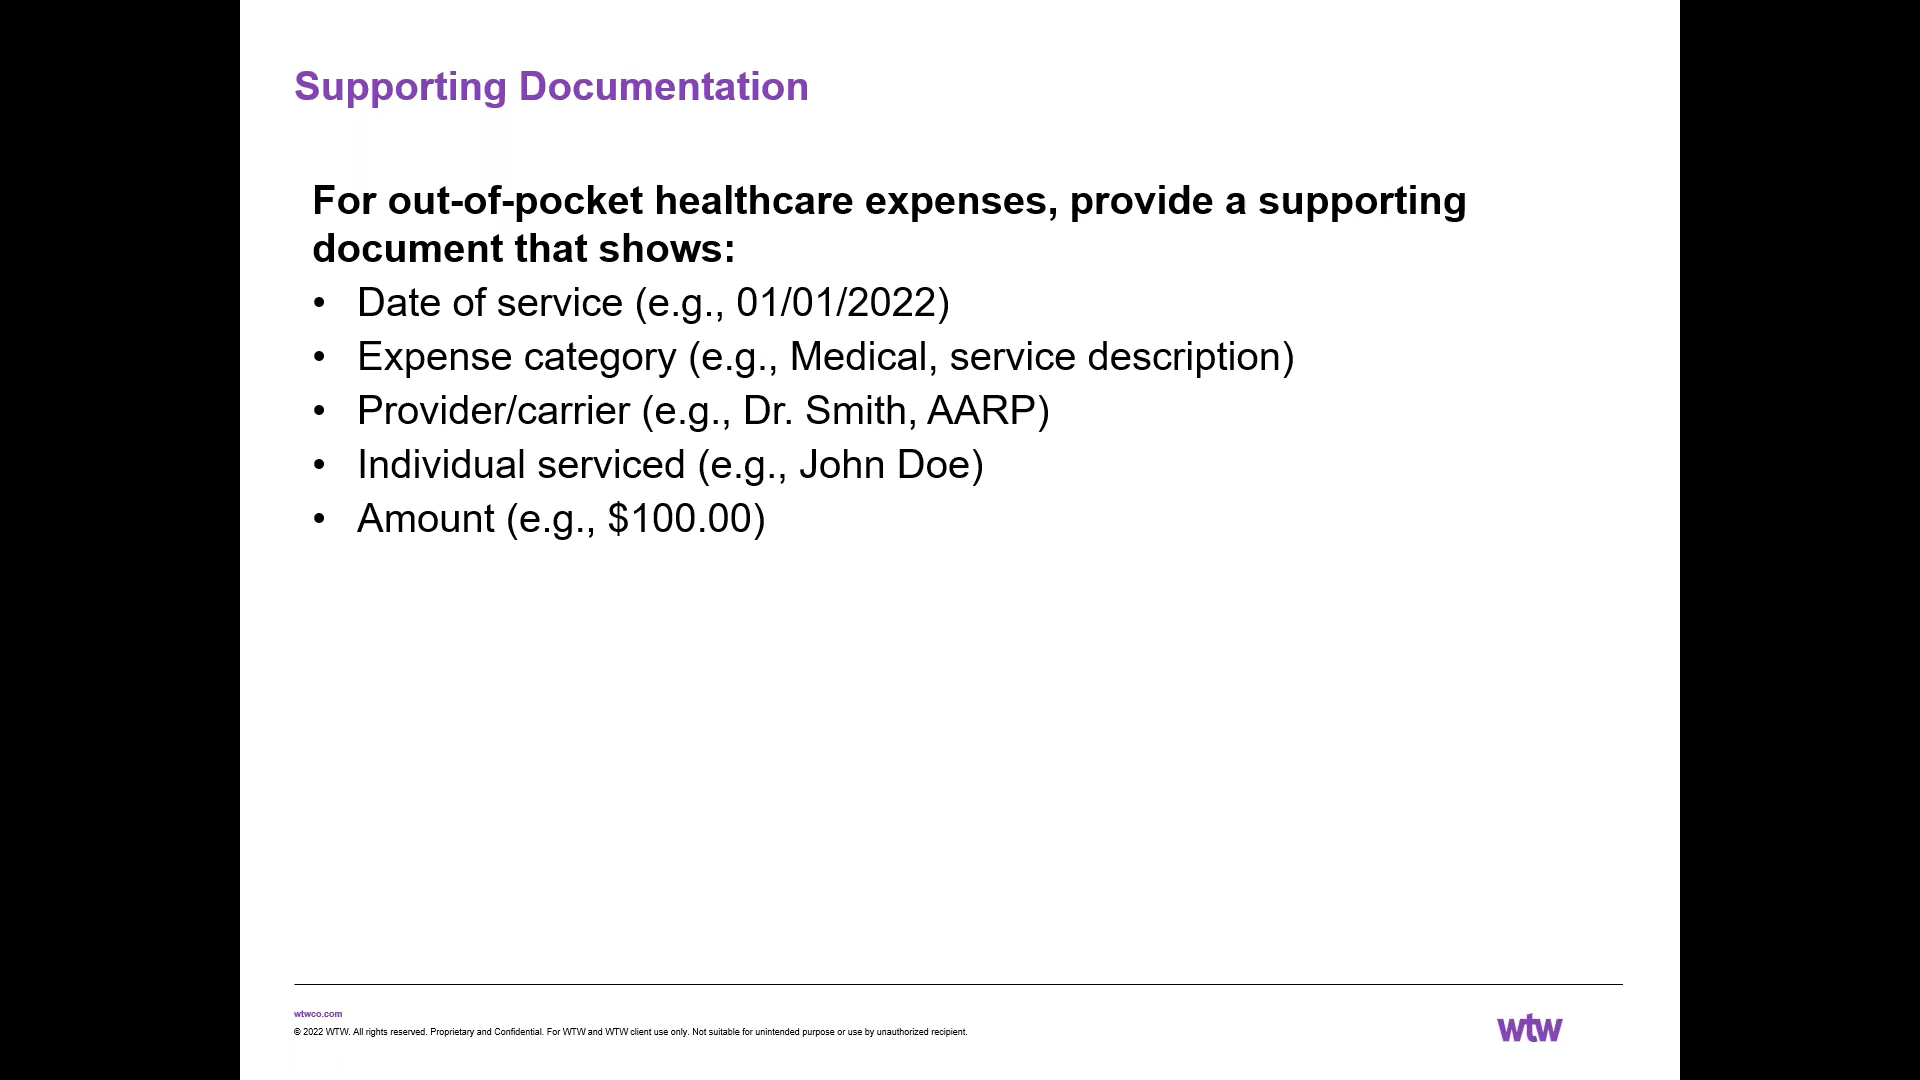 Supporting Documentation
For out-of-pocket healthcare expenses, provide a supporting
document that shows:
• Date of service (e.g., 01/01/2022)
• Expense category (e.g., Medical, service description)
• Provider/carrier (e.g., Dr. Smith, AARP)
• Individual serviced (e.g., John Doe)
• Amount (e.g., $100.00)
wtwco.com
© 2022 WTW. All rights reserved. Proprietary and Confidential. For WTW and WTW client use only. Not suitable for unintended purpose or use by unauthorized recipient.
wtw